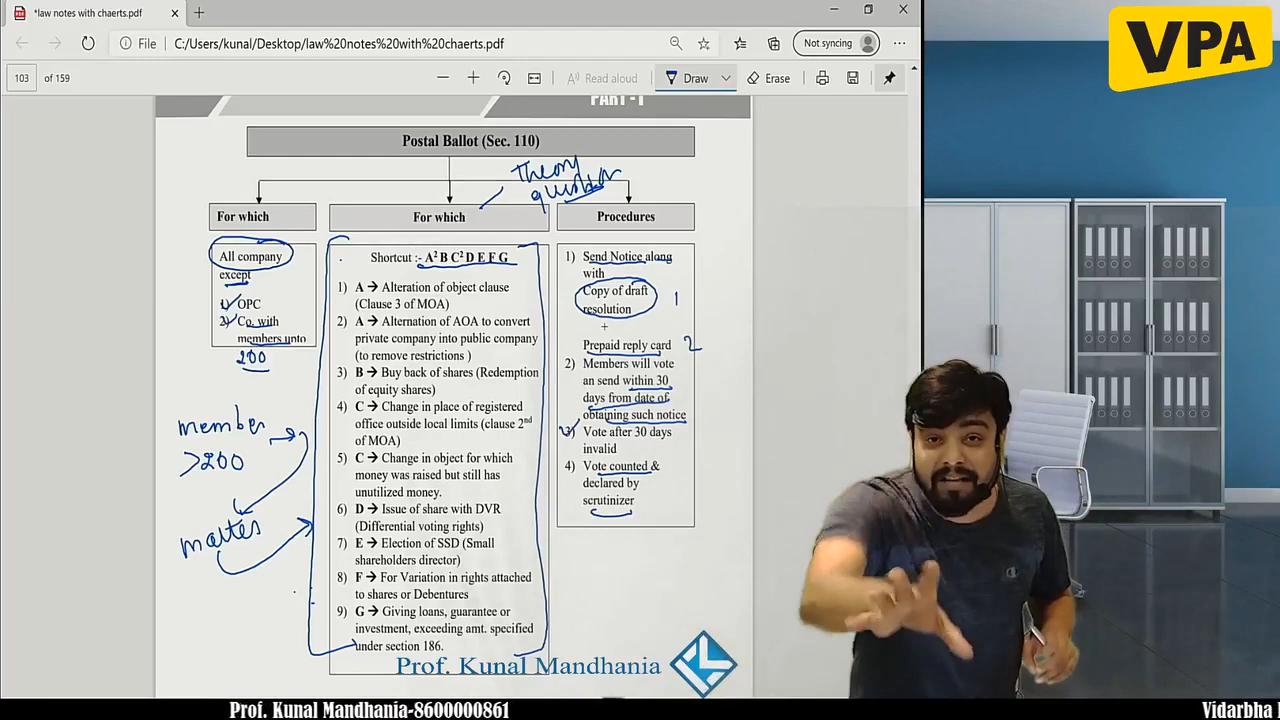 *law notes with chaerts.pdf
File
C:/Users/kunal/Desktop/law%20notes%20with%20chaerts.pdf
Not syncing
103
of 159
Read aloud
Draw
Erase
VPA
PART-1
Postal Ballot (Sec. 110)
Theory
question
For which
All company
except
1) OPC
2) Co. with
members upto
200
member
>200
matters
For which
Shortcut :- A² B C² D E F G
1) A → Alteration of object clause
(Clause 3 of MOA)
2) A → Alternation of AOA to convert
private company into public company
(to remove restrictions )
3) B → Buy back of shares (Redemption
of equity shares)
4) C → Change in place of registered
office outside local limits (clause 2nd
of MOA)
5) C → Change in object for which
money was raised but still has
unutilized money.
6) D → Issue of share with DVR
(Differential voting rights)
7) E → Election of SSD (Small
shareholders director)
8) F → For Variation in rights attached
to shares or Debentures
9) G → Giving loans, guarantee or
investment, exceeding amt. specified
under section 186.
Procedures
1) Send Notice along
with
Copy of draft
resolution
1
+
Prepaid reply card
2
2) Members will vote
an send within 30
days from date of
obtaining such notice
3) Vote after 30 days
invalid
4) Vote counted &
declared by
scrutinizer
Prof. Kunal Mandhania
Prof. Kunal Mandhania-8600000861
Vidarbha